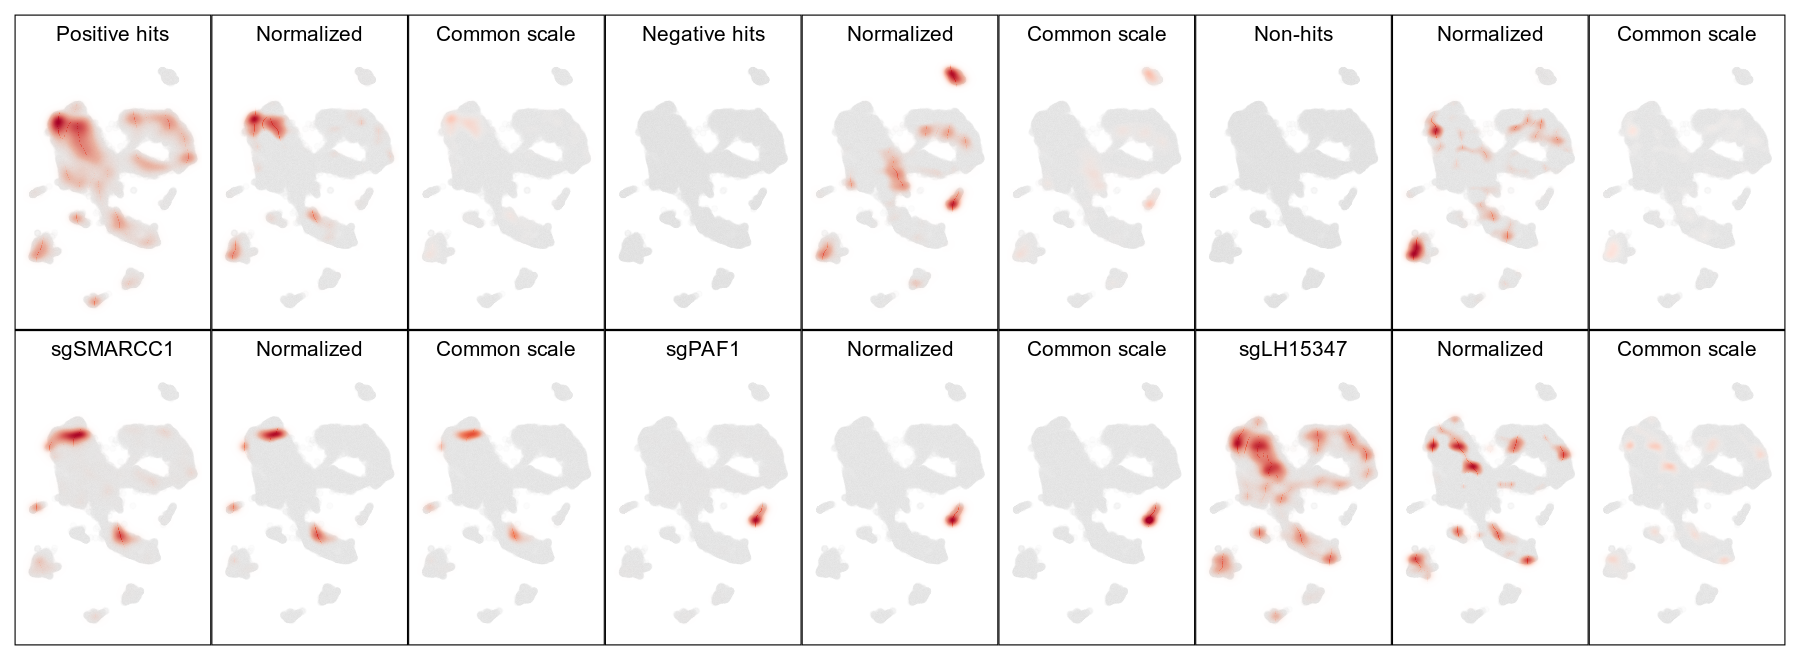 Positive hits
Normalized
Common scale
Negative hits
Normalized
Common scale
Non-hits
Normalized
Common scale
sgSMARCC1
Normalized
Common scale
sgPAF1
Normalized
Common scale
sgLH15347
Normalized
Common scale